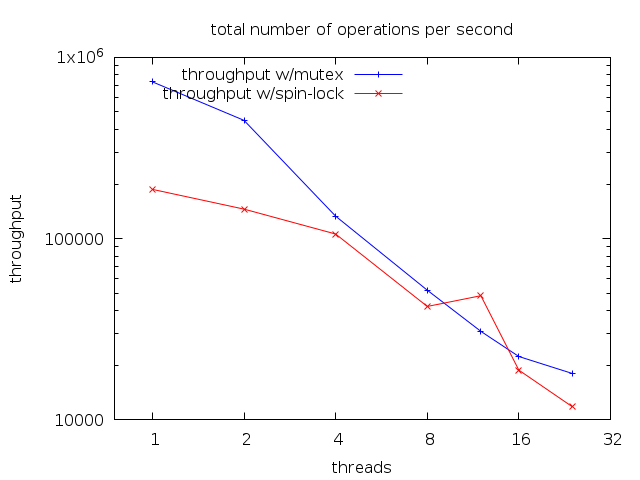 total number of operations per second
1x10^6
throughput w/mutex
throughput w/spin-lock
100000
throughput
10000
1 2 4 8 16 32
threads